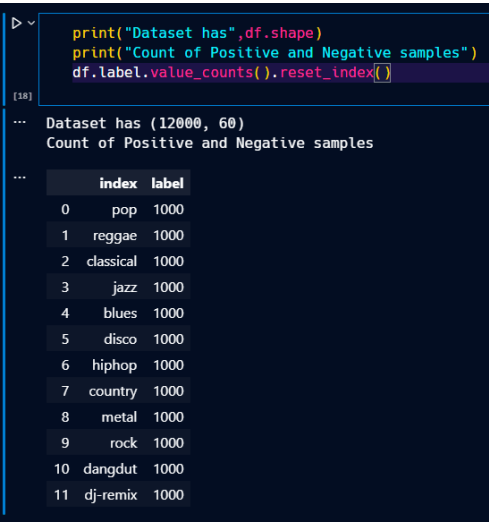 print("Dataset has",df.shape)
print("Count of Positive and Negative samples")
df.label.value_counts().reset_index()
[18]
... Dataset has (12000, 60)
Count of Positive and Negative samples
...
index label
0 pop 1000
1 reggae 1000
2 classical 1000
3 jazz 1000
4 blues 1000
5 disco 1000
6 hiphop 1000
7 country 1000
8 metal 1000
9 rock 1000
10 dangdut 1000
11 dj-remix 1000